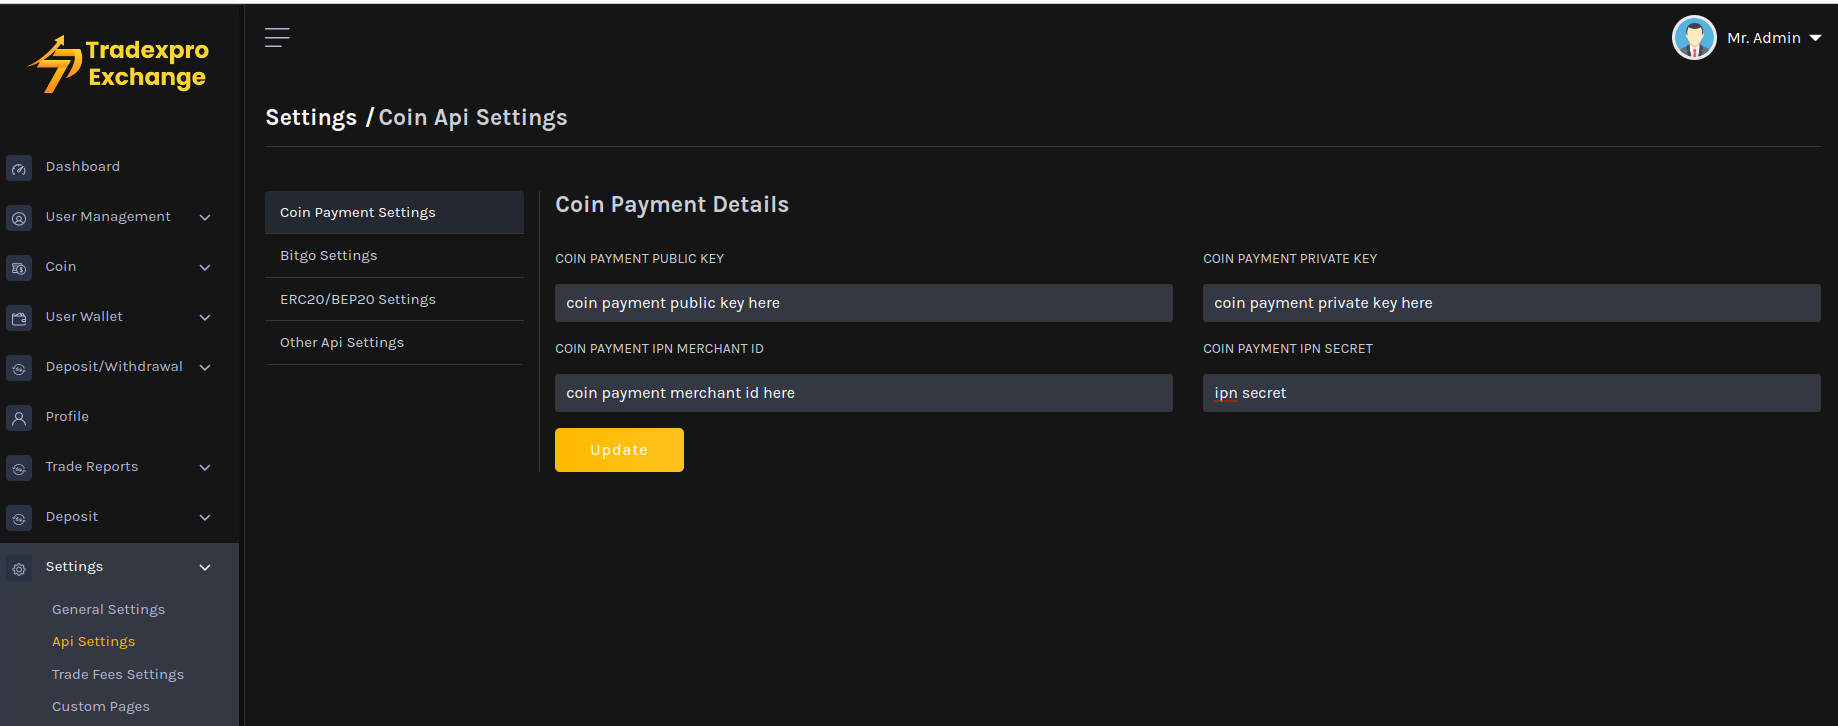 Tradexpro
Exchange
Mr. Admin
Settings / Coin Api Settings
Dashboard
User Management
Coin
User Wallet
Deposit/Withdrawal
Profile
Trade Reports
Deposit
Settings
General Settings
Api Settings
Trade Fees Settings
Custom Pages
Coin Payment Settings
Bitgo Settings
ERC20/BEP20 Settings
Other Api Settings
Coin Payment Details
COIN PAYMENT PUBLIC KEY
coin payment public key here
COIN PAYMENT PRIVATE KEY
coin payment private key here
COIN PAYMENT IPN MERCHANT ID
coin payment merchant id here
COIN PAYMENT IPN SECRET
ipn secret
Update